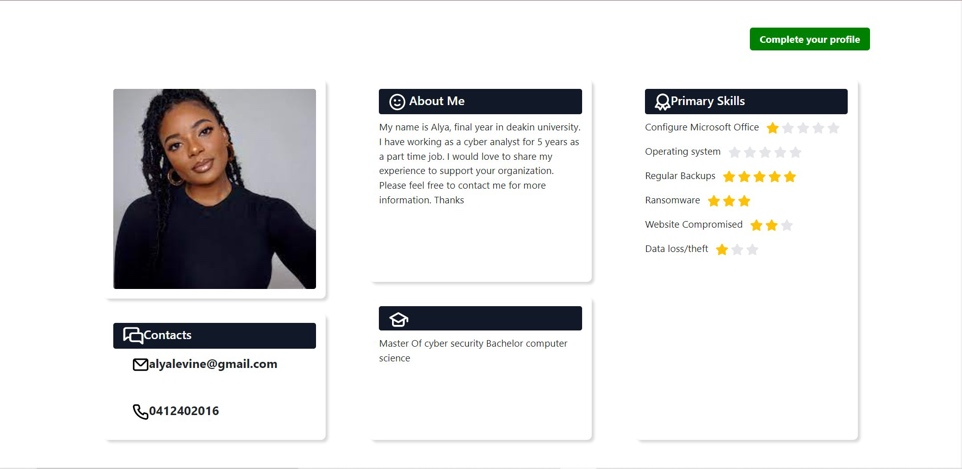 Complete your profile
About Me
My name is Alya, final year in deakin university.
I have working as a cyber analyst for 5 years as
a part time job. I would love to share my
experience to support your organization.
Please feel free to contact me for more
information. Thanks
Primary Skills
Configure Microsoft Office
Operating system
Regular Backups
Ransomware
Website Compromised
Data loss/theft
Contacts
alyalevine@gmail.com
0412402016
Master Of cyber security Bachelor computer
science